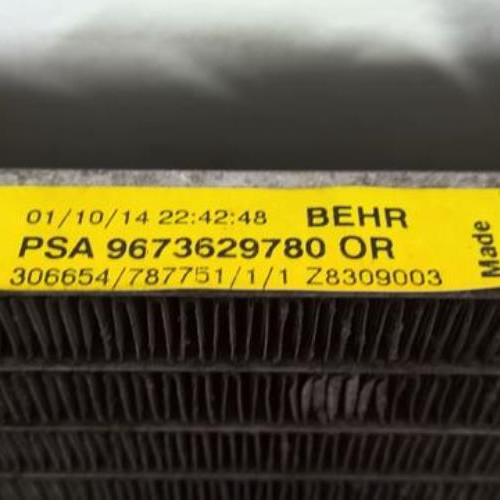 01/10/14 22:42:48 BEHR
PSA 9673629780 OR
306654/787751/1/1 Z8309003
Made